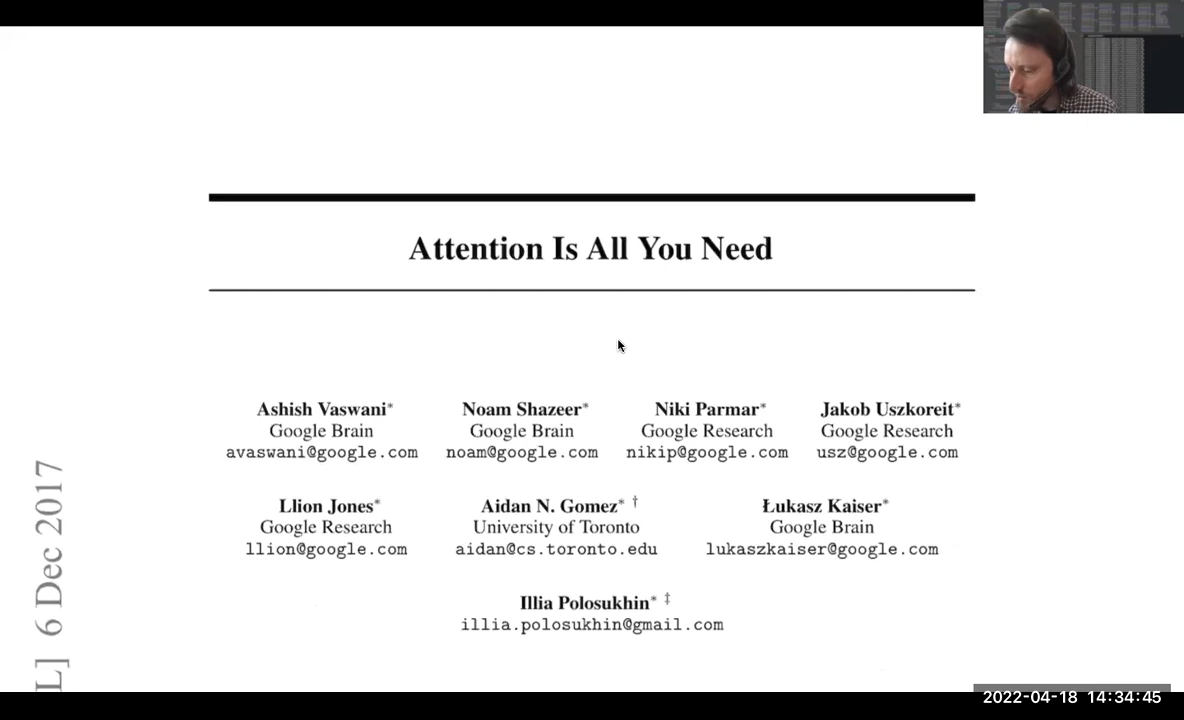 Attention Is All You Need
Ashish Vaswani* Noam Shazeer* Niki Parmar* Jakob Uszkoreit*
Google Brain Google Brain Google Research Google Research
avaswani@google.com noam@google.com nikip@google.com usz@google.com
Llion Jones* Aidan N. Gomez* † Łukasz Kaiser*
Google Research University of Toronto Google Brain
llion@google.com aidan@cs.toronto.edu lukaszkaiser@google.com
Illia Polosukhin* ‡
illia.polosukhin@gmail.com
L] 6 Dec 2017
2022-04-18 14:34:45